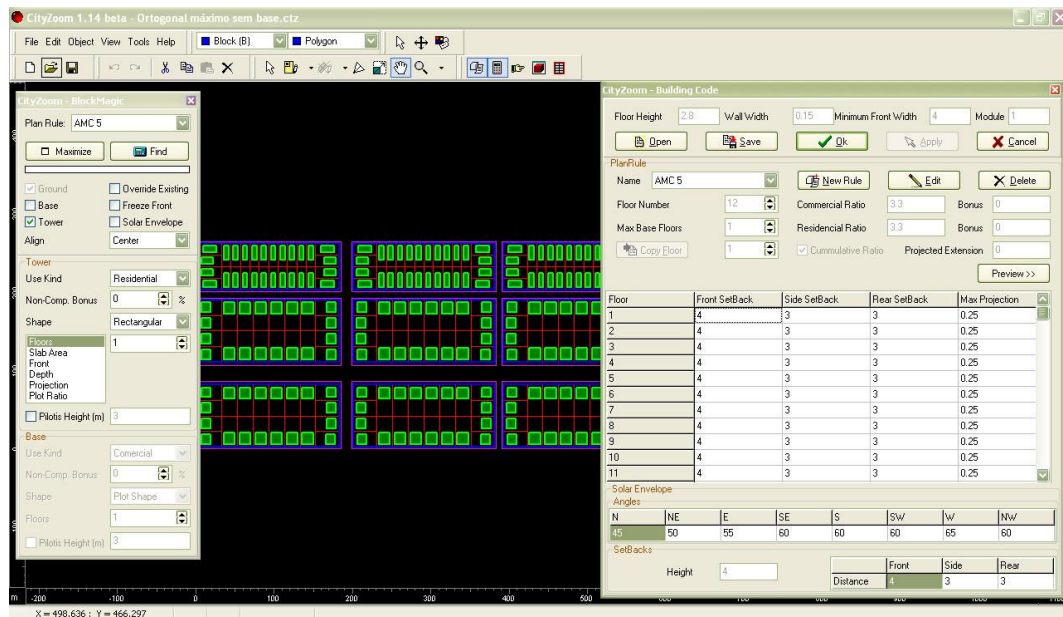 CityZoom 1.14 beta - Ortogonal máximo sem base.ctz
File Edit Object View Tools Help Block (B) Polygon
CityZoom - BlockMagic
Plan Rule: AMC 5
Maximize Find
Ground Override Existing
Base Freeze Front
Tower Solar Envelope
Align Center
Tower
Use Kind Residential
Non-Comp. Bonus 0 %
Shape Rectangular
Floors 1
Slab Area
Front
Depth
Projection
Plot Ratio
Pilotis Height (m) 3
Base
Use Kind Comercial
Non-Comp. Bonus 0 %
Shape Plot Shape
Floors 1
Pilotis Height (m) 3
CityZoom - Building Code
Floor Height 2.8 Wall Width 0.15 Minimum Front Width 4 Module 1
Open Save Ok Apply Cancel
PlanRule
Name AMC 5 New Rule Edit Delete
Floor Number 12 Commercial Ratio 3.3 Bonus 0
Max Base Floors 1 Residencial Ratio 3.3 Bonus 0
Copy Floor 1 Cummulative Ratio Projected Extension 0
Preview >>
Floor Front SetBack Side SetBack Rear SetBack Max Projection
1 4 3 3 0.25
2 4 3 3 0.25
3 4 3 3 0.25
4 4 3 3 0.25
5 4 3 3 0.25
6 4 3 3 0.25
7 4 3 3 0.25
8 4 3 3 0.25
9 4 3 3 0.25
10 4 3 3 0.25
11 4 3 3 0.25
Solar Envelope
Angles
N NE E SE S SW W NW
45 50 55 60 60 60 65 60
SetBacks
Front Side Rear
Height 4 Distance 4 3 3
m -200 -100 0 100 200 300 400 500
X = 498.636 ; Y = 466.297